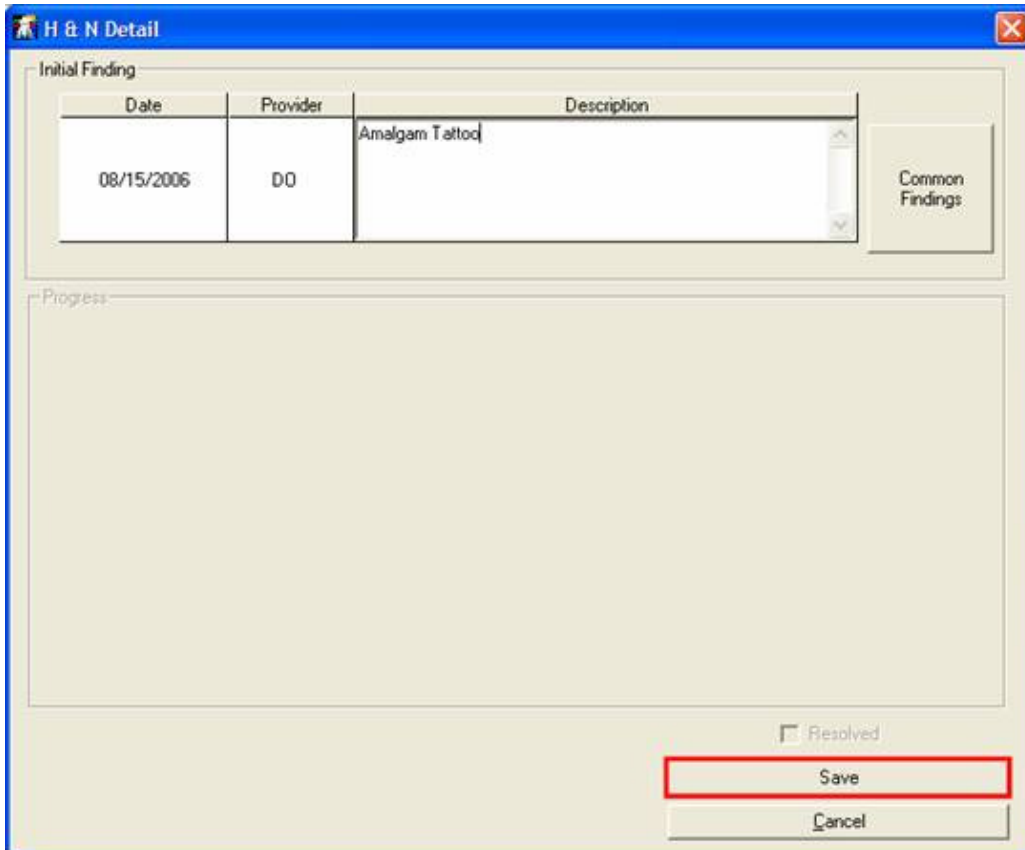 H & N Detail
Initial Finding
Date Provider Description
08/15/2006 DO Amalgam Tattoo
Common
Findings
Progress
Resolved
Save
Cancel